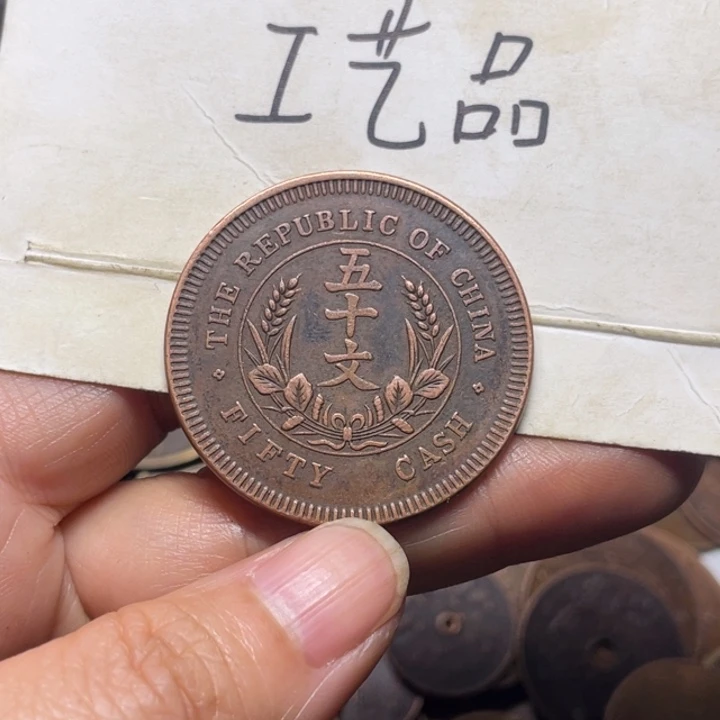 工艺品
THE REPUBLIC OF CHINA
五十文
FIFTY CASH